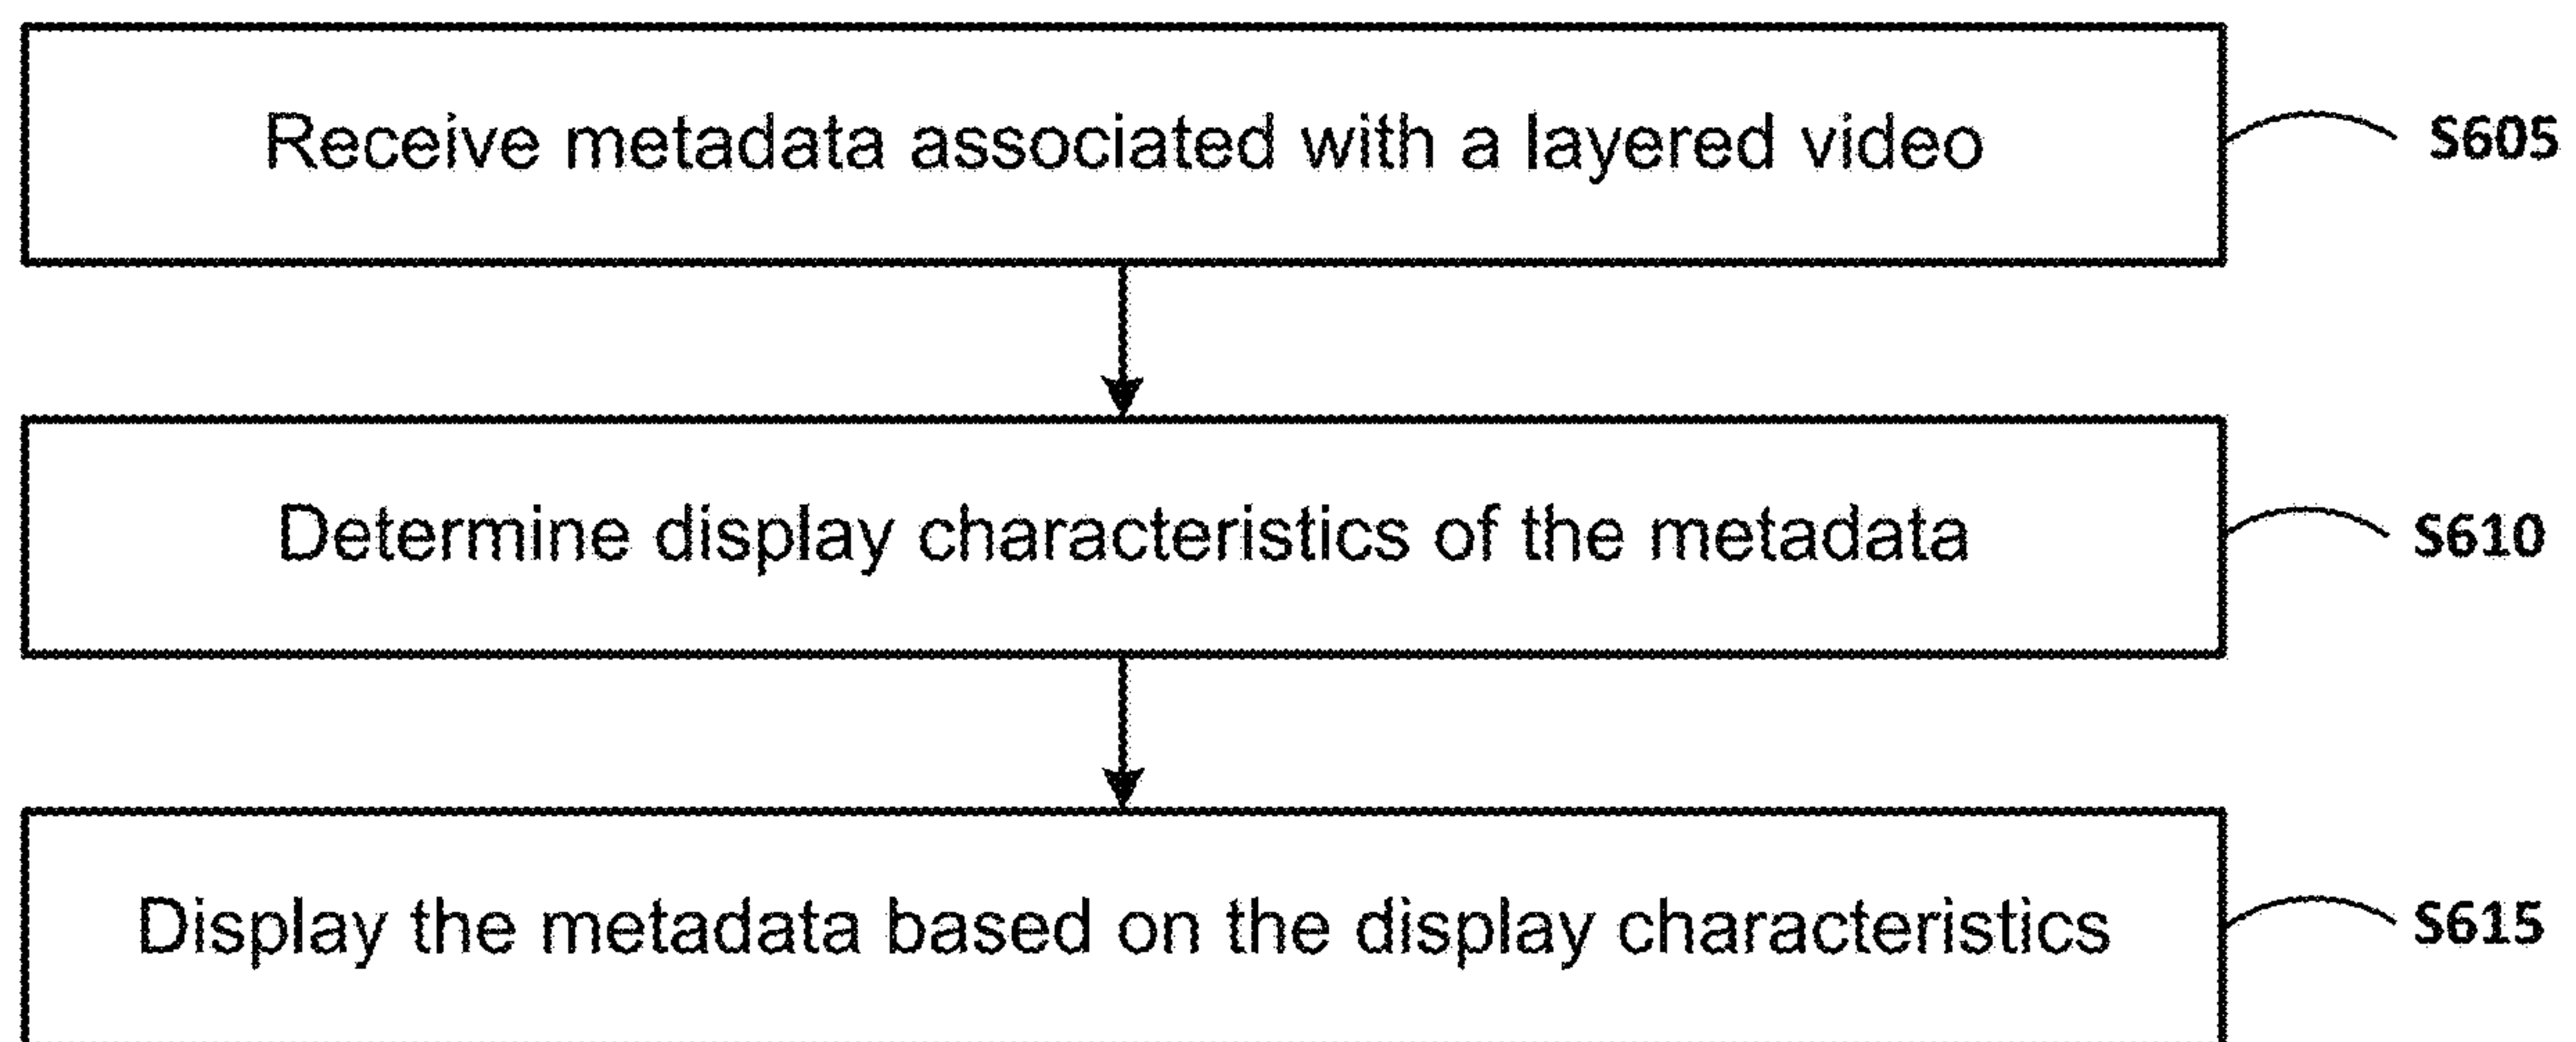 Receive metadata associated with a layered video
S605
Determine display characteristics of the metadata
S610
Display the metadata based on the display characteristics
S615